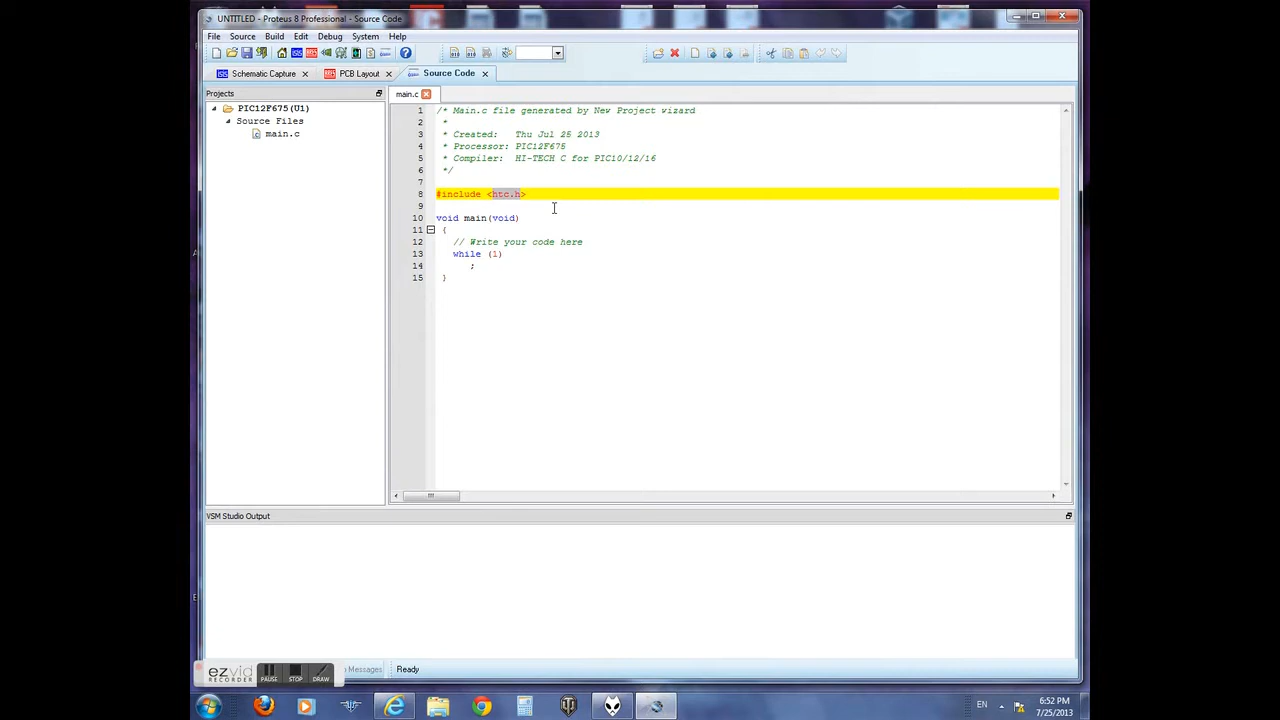 UNTITLED - Proteus 8 Professional - Source Code
File Source Build Edit Debug System Help
Schematic Capture PCB Layout Source Code
Projects
main.c
PIC12F675(U1)
Source Files
main.c
1 /* Main.c file generated by New Project wizard
2 *
3 * Created: Thu Jul 25 2013
4 * Processor: PIC12F675
5 * Compiler: HI-TECH C for PIC10/12/16
6 */
7
8 #include <htc.h>
9
10 void main(void)
11 {
12 // Write your code here
13 while (1)
14 ;
15 }
VSM Studio Output
ezvid
RECORDER
PAUSE STOP DRAW
Messages
Ready
EN
6:52 PM
7/25/2013